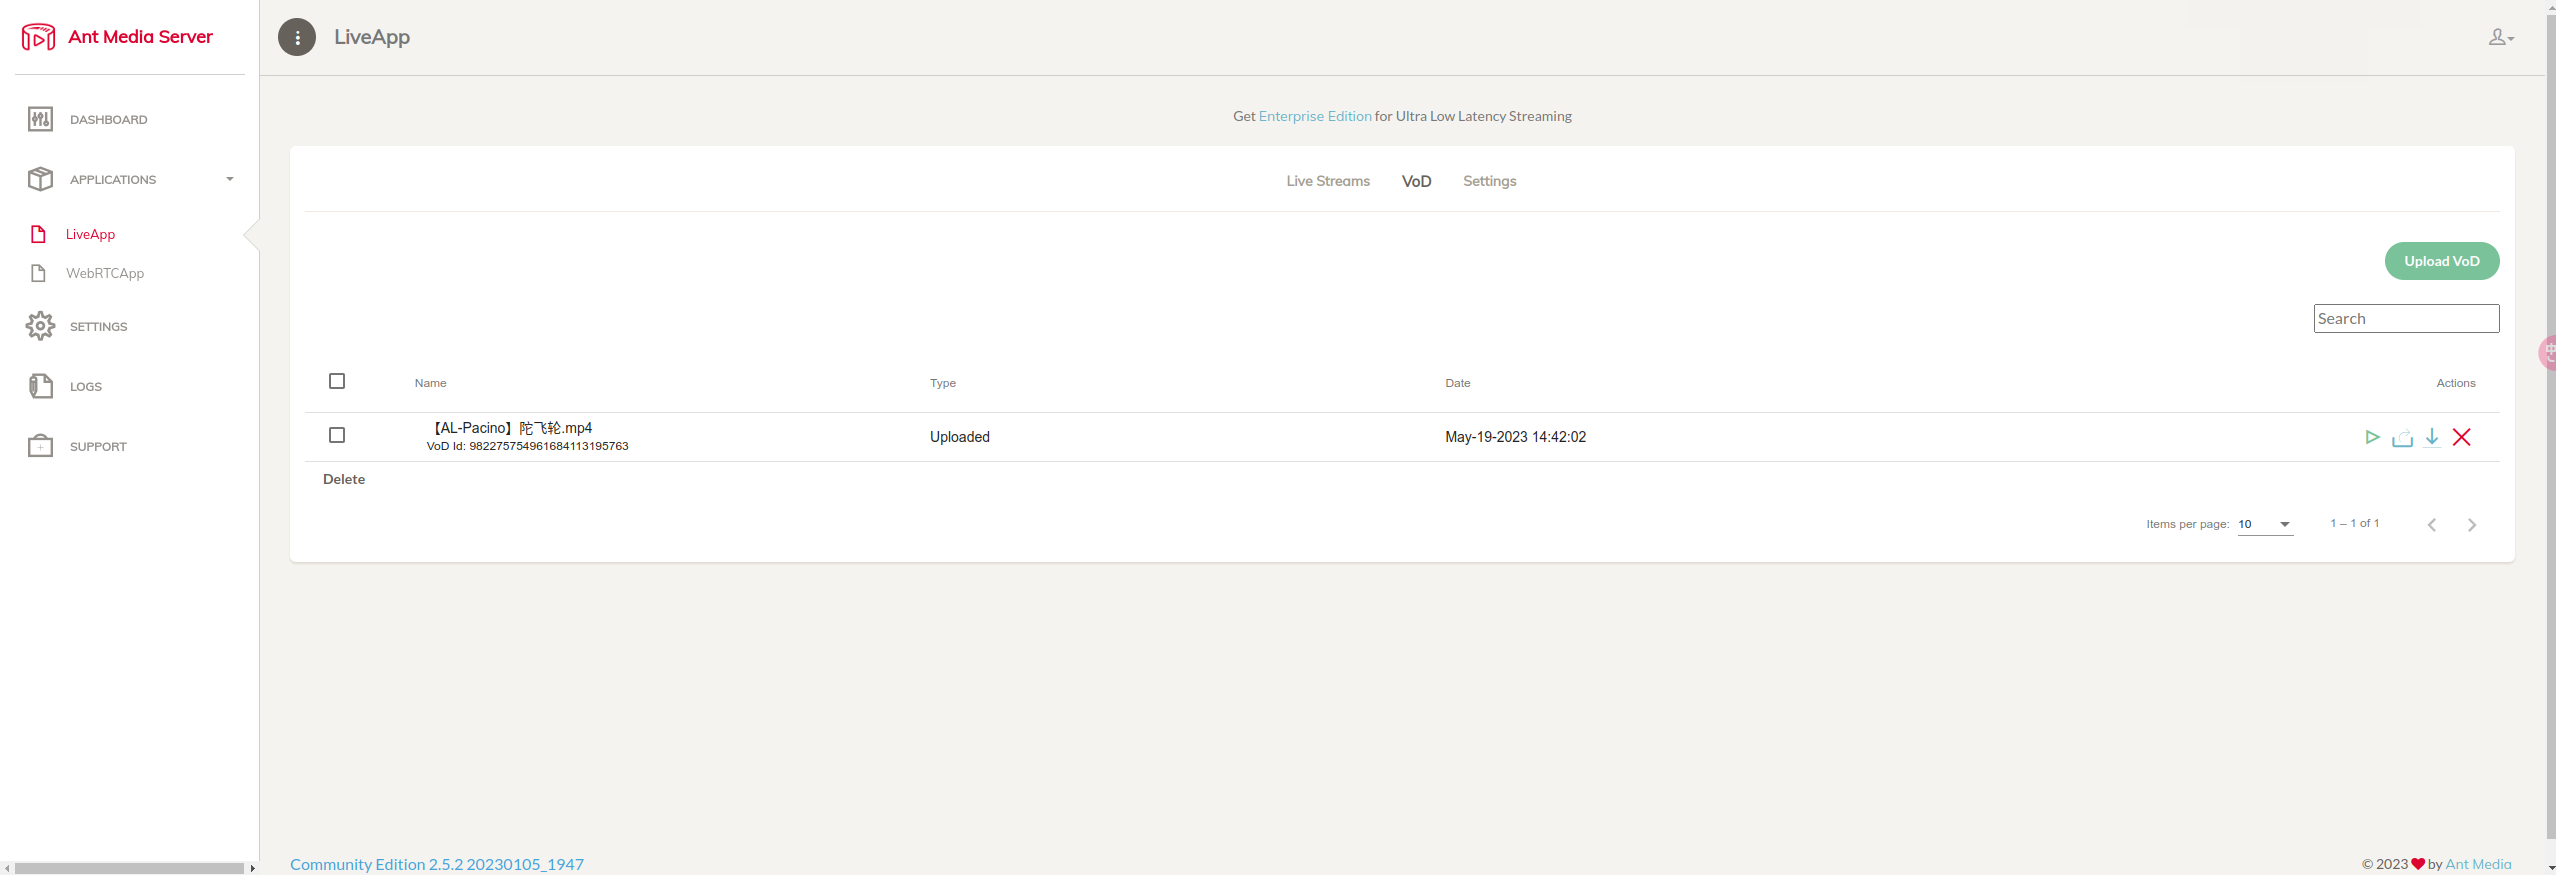 Ant Media Server
LiveApp
DASHBOARD
APPLICATIONS
LiveApp
WebRTCApp
SETTINGS
LOGS
SUPPORT
Get Enterprise Edition for Ultra Low Latency Streaming
Live Streams VoD Settings
Upload VoD
Search
Name Type Date Actions
【AL-Pacino】陀飞轮.mp4
VoD Id: 982275754961684113195763
Uploaded
May-19-2023 14:42:02
Delete
Items per page: 10 1 – 1 of 1
Community Edition 2.5.2 20230105_1947
© 2023 by Ant Media